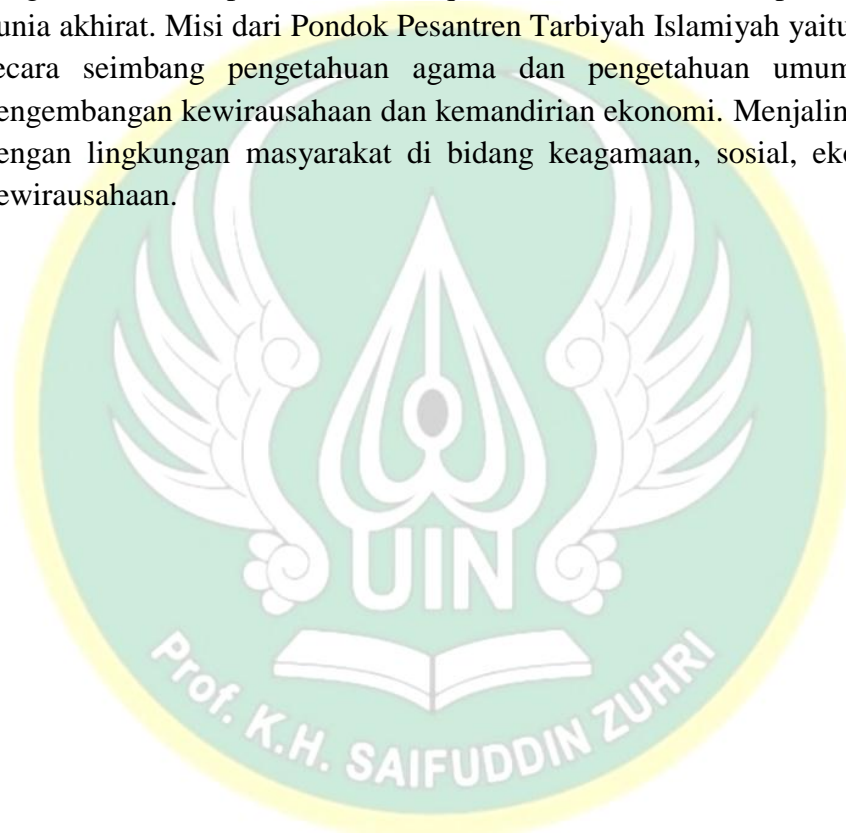 unia akhirat. Misi dari Pondok Pesantren Tarbiyah Islamiyah yaitu
ecara seimbang pengetahuan agama dan pengetahuan umum
engembangan kewirausahaan dan kemandirian ekonomi. Menjalin
engan lingkungan masyarakat di bidang keagamaan, sosial, eko
ewirausahaan.
UIN
Prof. K.H. SAIFUDDIN ZUHRI